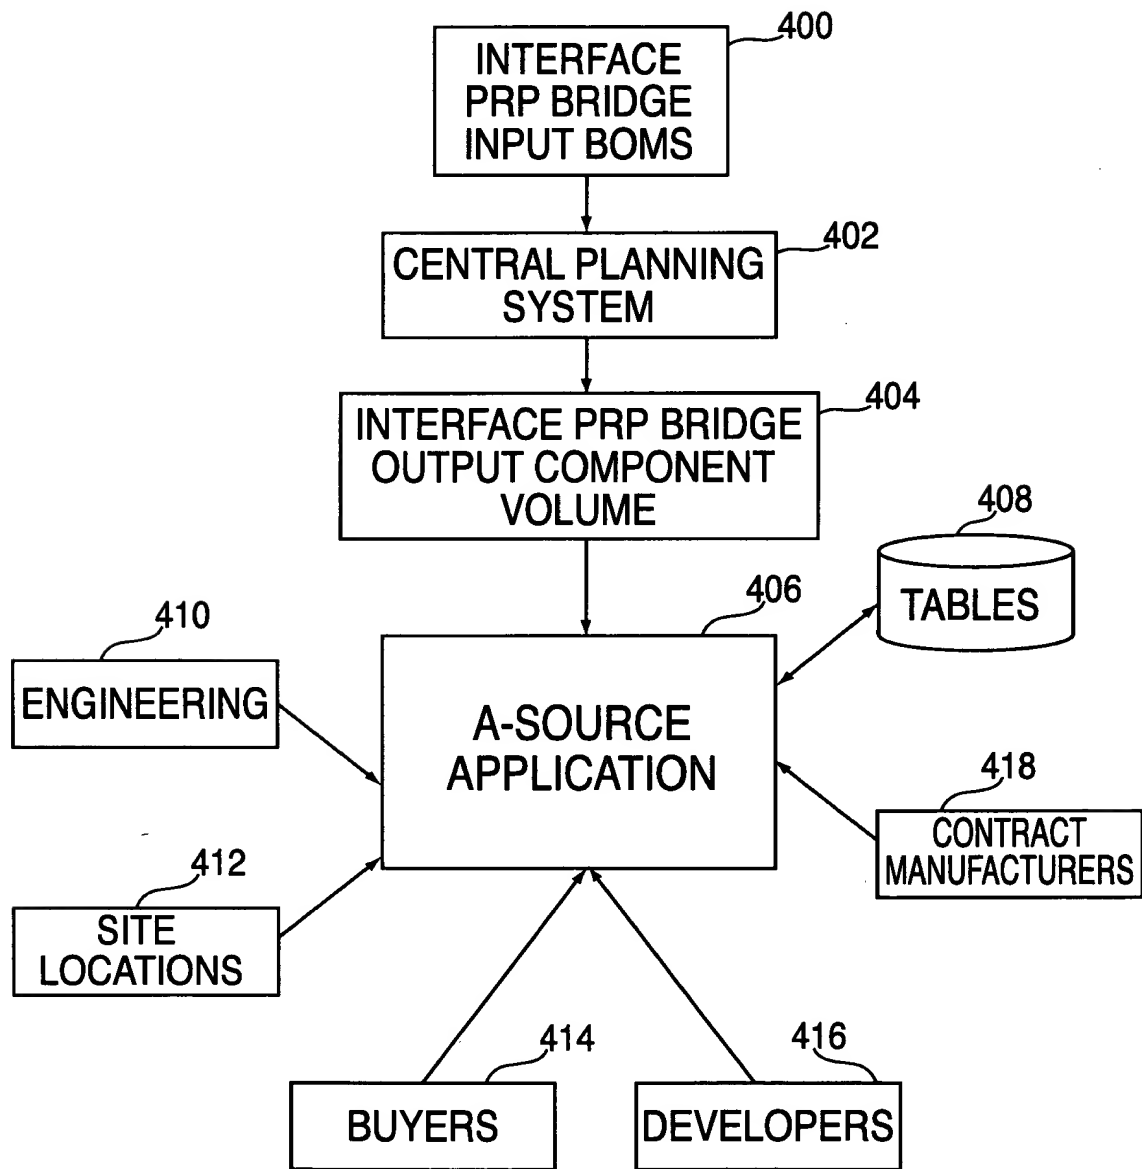 400
INTERFACE
PRP BRIDGE
INPUT BOMS
402
CENTRAL PLANNING
SYSTEM
404
INTERFACE PRP BRIDGE
OUTPUT COMPONENT
VOLUME
408
TABLES
406
410
ENGINEERING
A-SOURCE
APPLICATION
418
CONTRACT
MANUFACTURERS
412
SITE
LOCATIONS
414
BUYERS
416
DEVELOPERS